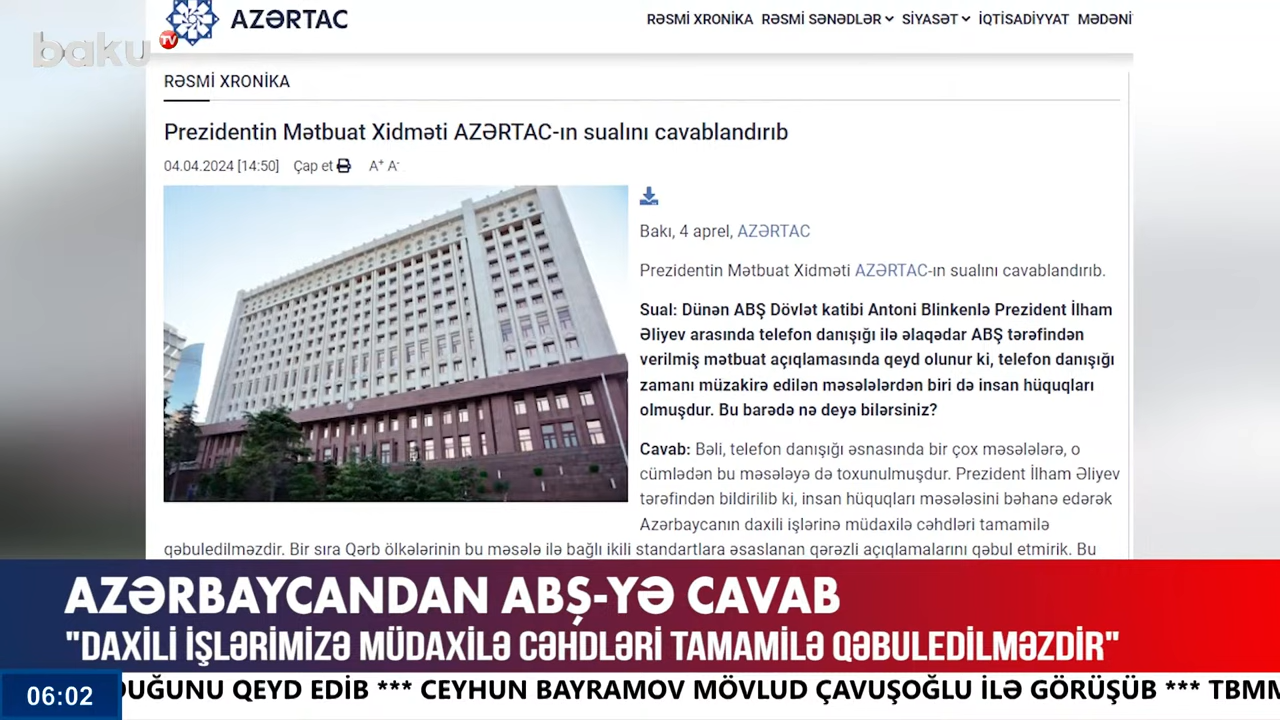 AZƏRTAC
RƏSMİ XRONİKA RƏSMİ SƏNƏDLƏR SİYASƏT İQTİSADİYYAT MƏDƏNİ
baku TV
RƏSMİ XRONİKA
Prezidentin Mətbuat Xidməti AZƏRTAC-ın sualını cavablandırıb
04.04.2024 [14:50] Çap et A+ A-
Bakı, 4 aprel, AZƏRTAC
Prezidentin Mətbuat Xidməti AZƏRTAC-ın sualını cavablandırıb.
Sual: Dünən ABŞ Dövlət katibi Antoni Blinkenlə Prezident İlham
Əliyev arasında telefon danışığı ilə əlaqədar ABŞ tərəfindən
verilmiş mətbuat açıqlamasında qeyd olunur ki, telefon danışığı
zamanı müzakirə edilən məsələlərdən biri də insan hüquqları
olmuşdur. Bu barədə nə deyə bilərsiniz?
Cavab: Bəli, telefon danışığı əsnasında bir çox məsələlərə, o
cümlədən bu məsələyə də toxunulmuşdur. Prezident İlham Əliyev
tərəfindən bildirilib ki, insan hüquqları məsələsini bəhanə edərək
Azərbaycanın daxili işlərinə müdaxilə cəhdləri tamamilə
qəbuledilməzdir. Bir sıra Qərb ölkələrinin bu məsələ ilə bağlı ikili standartlara əsaslanan qərəzli açıqlamalarını qəbul etmirik. Bu
AZƏRBAYCANDAN ABŞ-YƏ CAVAB
"DAXİLİ İŞLƏRİMİZƏ MÜDAXİLƏ CƏHDLƏRİ TAMAMİLƏ QƏBULEDİLMƏZDİR"
06:02 DUĞUNU QEYD EDİB *** CEYHUN BAYRAMOV MÖVLUD ÇAVUŞOĞLU İLƏ GÖRÜŞÜB *** TBMM